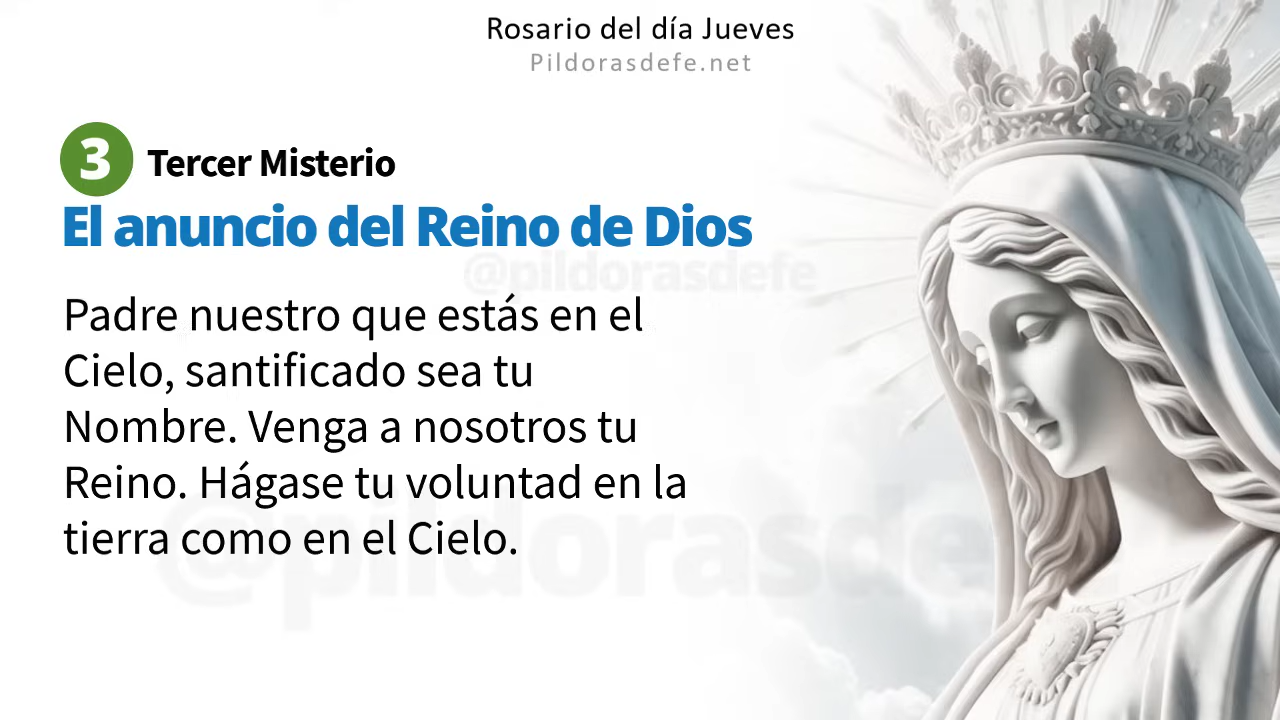 Rosario del día Jueves
Pildorasdefe.net
3 Tercer Misterio
El anuncio del Reino de Dios
@pildorasdefe
Padre nuestro que estás en el
Cielo, santificado sea tu
Nombre. Venga a nosotros tu
Reino. Hágase tu voluntad en la
tierra como en el Cielo.
@pildorasdefe